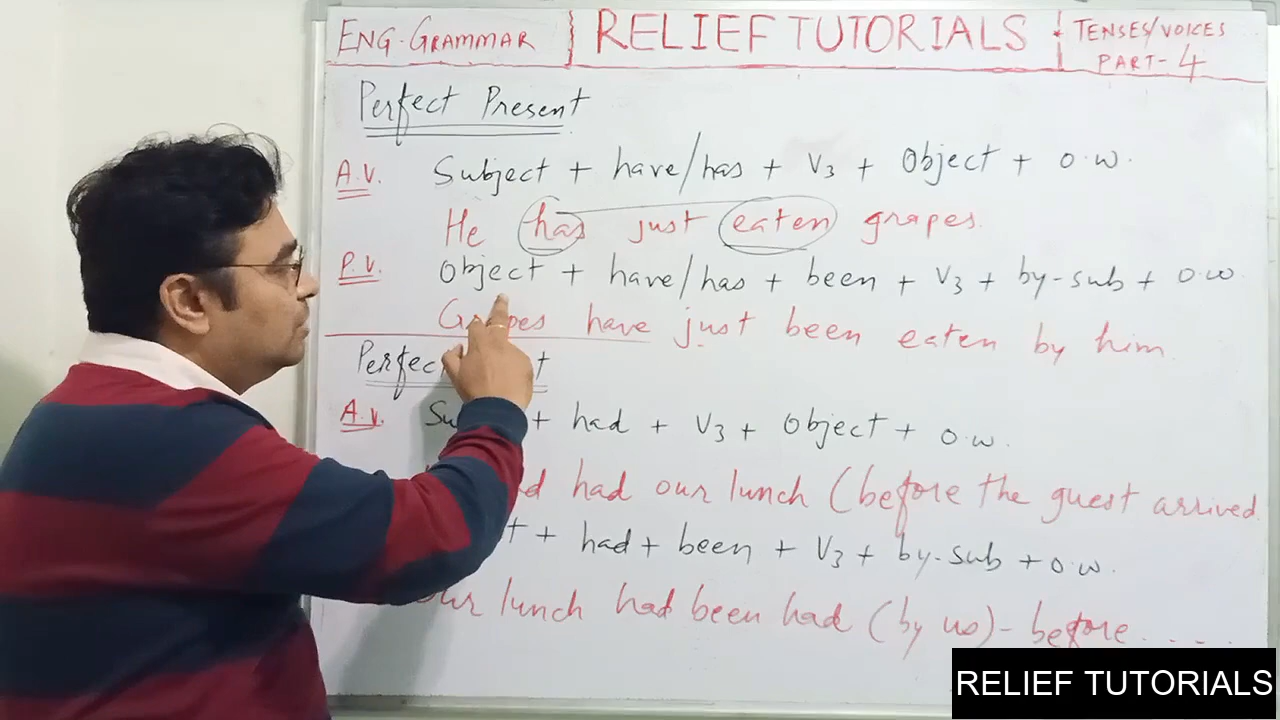 ENG-GRAMMAR RELIEF TUTORIALS TENSES/VOICES
PART-4
Perfect Present
A.V. Subject + have/has + V3 + Object + o.w.
He has just eaten grapes.
P.V. Object + have/has + been + V3 + by-sub + o.w.
Grapes have just been eaten by him
A.V. + had + V3 + Object + o.w.
had our lunch (before the guest arrived.
+ had + been + V3 + by-sub + o.w.
our lunch had been had (by us) - before.....
RELIEF TUTORIALS